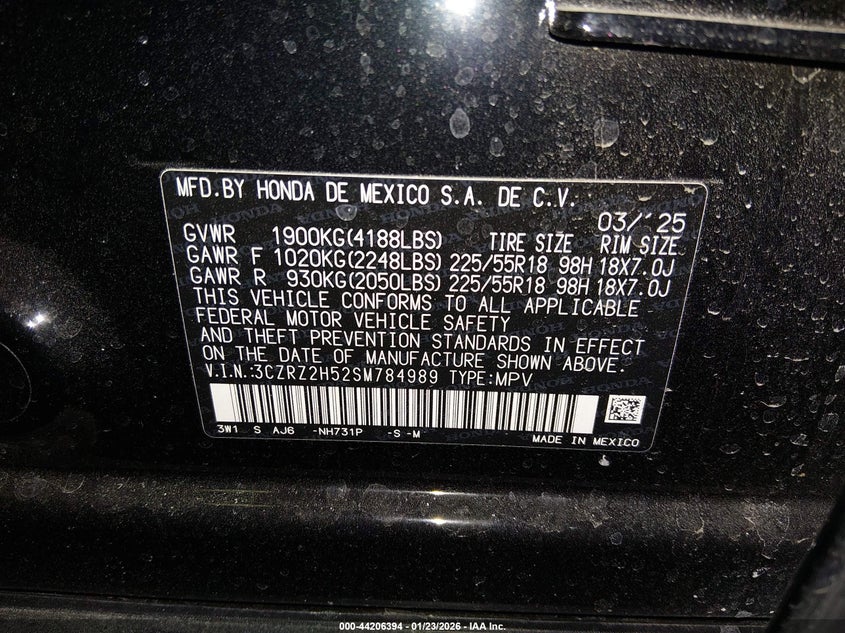 MFD.BY HONDA DE MEXICO S.A. DE C.V.
03/'25
GVWR 1900KG(4188LBS) TIRE SIZE RIM SIZE
GAWR F 1020KG(2248LBS) 225/55R18 98H 18X7.0J
GAWR R 930KG(2050LBS) 225/55R18 98H 18X7.0J
THIS VEHICLE CONFORMS TO ALL APPLICABLE
FEDERAL MOTOR VEHICLE SAFETY
AND THEFT PREVENTION STANDARDS IN EFFECT
ON THE DATE OF MANUFACTURE SHOWN ABOVE.
V.I.N.:3CZRZ2H52SM784989 TYPE:MPV
3W1 S AJ6 -NH731P -S -M
MADE IN MEXICO
000-44206394 - 01/23/2026 - IAA Inc.